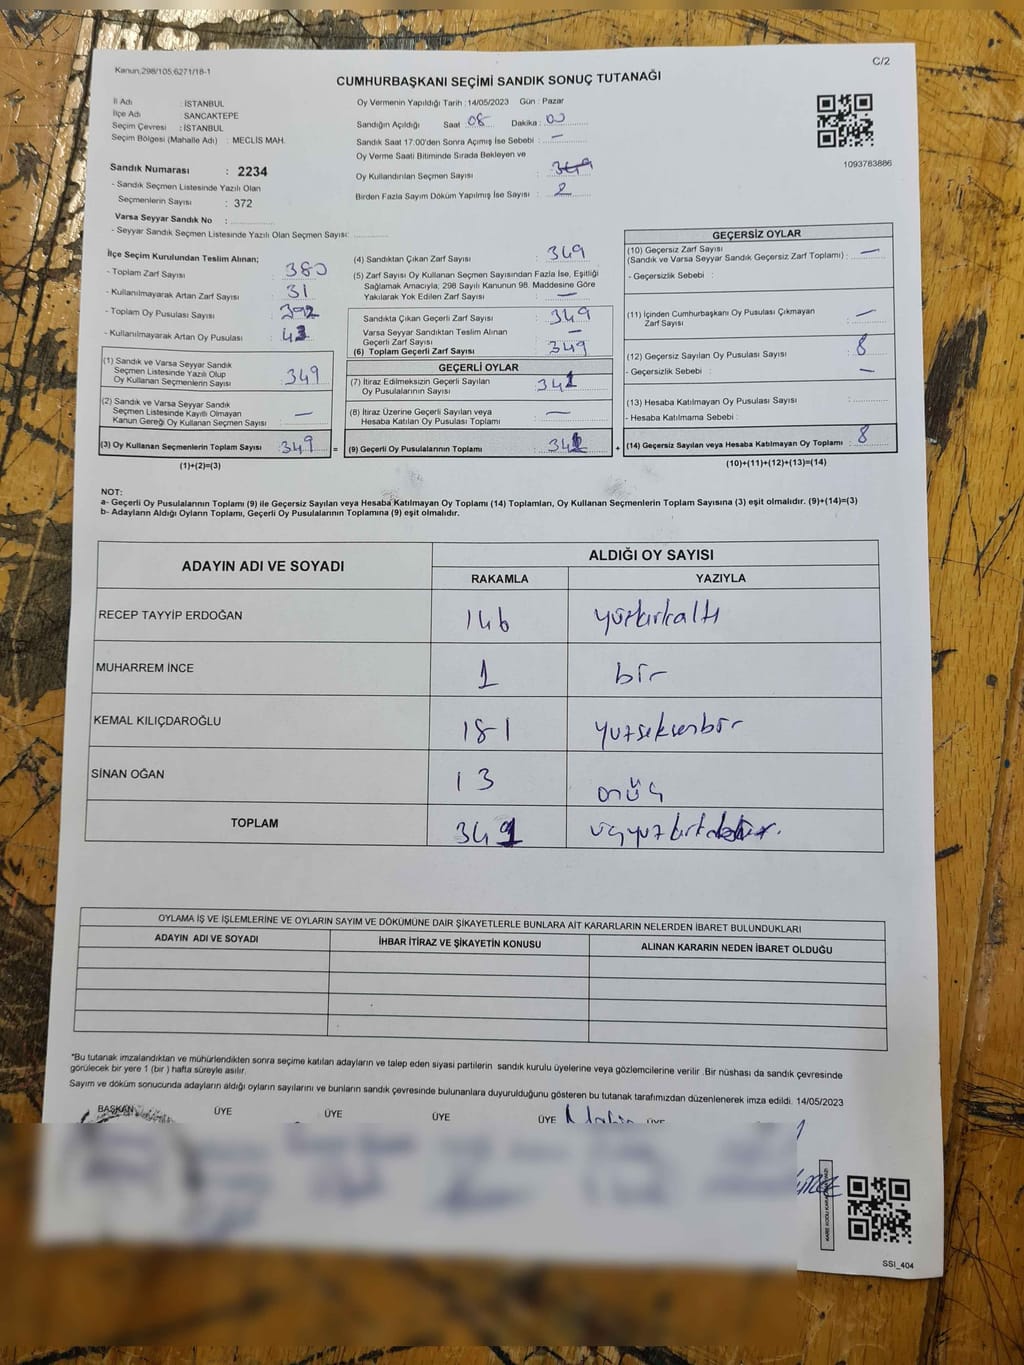 Kanun;298/105;6271/18-1
C/2
CUMHURBAŞKANI SEÇİMİ SANDIK SONUÇ TUTANAĞI
İl Adı : İSTANBUL
İlçe Adı : SANCAKTEPE
Seçim Çevresi : İSTANBUL
Seçim Bölgesi (Mahalle Adı) : MECLIS MAH.
Sandık Numarası : 2234
- Sandık Seçmen Listesinde Yazılı Olan
Seçmenlerin Sayısı : 372
Varsa Seyyar Sandık No :
- Seyyar Sandık Seçmen Listesinde Yazılı Olan Seçmen Sayısı:
Oy Vermenin Yapıldığı Tarih :14/05/2023 Gün : Pazar
Sandığın Açıldığı Saat 08 Dakika : 00
Sandık Saat 17:00'den Sonra Açımış İse Sebebi : —
Oy Verme Saati Bitiminde Sırada Bekleyen ve
Oy Kullandırılan Seçmen Sayısı : 349
Birden Fazla Sayım Döküm Yapılmış İse Sayısı : 2
1093783886
İlçe Seçim Kurulundan Teslim Alınan;
- Toplam Zarf Sayısı : 380
- Kullanılmayarak Artan Zarf Sayısı : 31
- Toplam Oy Pusulası Sayısı :
- Kullanılmayarak Artan Oy Pusulası :
(1) Sandık ve Varsa Seyyar Sandık
Seçmen Listesinde Yazılı Olup
Oy Kullanan Seçmenlerin Sayısı : 349
(2) Sandık ve Varsa Seyyar Sandık
Seçmen Listesinde Kayıtlı Olmayan
Kanun Gereği Oy Kullanan Seçmen Sayısı : —
(3) Oy Kullanan Seçmenlerin Toplam Sayısı : 349 =
(1)+(2)=(3)
(4) Sandıktan Çıkan Zarf Sayısı : 349
(5) Zarf Sayısı Oy Kullanan Seçmen Sayısından Fazla İse, Eşitliği
Sağlamak Amacıyla, 298 Sayılı Kanunun 98. Maddesine Göre
Yakılarak Yok Edilen Zarf Sayısı : —
Sandıkta Çıkan Geçerli Zarf Sayısı : 349
Varsa Seyyar Sandıktan Teslim Alınan
Geçerli Zarf Sayısı : —
(6) Toplam Geçerli Zarf Sayısı : 349
GEÇERLİ OYLAR
(7) İtiraz Edilmeksizin Geçerli Sayılan
Oy Pusulalarının Sayısı : 341
(8) İtiraz Üzerine Geçerli Sayılan veya
Hesaba Katılan Oy Pusulası Toplamı : —
(9) Geçerli Oy Pusulalarının Toplamı : 341 +
GEÇERSİZ OYLAR
(10) Geçersiz Zarf Sayısı
(Sandık ve Varsa Seyyar Sandık Geçersiz Zarf Toplamı) : —
- Geçersizlik Sebebi :
(11) İçinden Cumhurbaşkanı Oy Pusulası Çıkmayan
Zarf Sayısı : —
(12) Geçersiz Sayılan Oy Pusulası Sayısı : 8
- Geçersizlik Sebebi : —
(13) Hesaba Katılmayan Oy Pusulası Sayısı :
- Hesaba Katılmama Sebebi :
(14) Geçersiz Sayılan veya Hesaba Katılmayan Oy Toplamı : 8
(10)+(11)+(12)+(13)=(14)
NOT:
a- Geçerli Oy Pusulalarının Toplamı (9) ile Geçersiz Sayılan veya Hesaba Katılmayan Oy Toplamı (14) Toplamları, Oy Kullanan Seçmenlerin Toplam Sayısına (3) eşit olmalıdır. (9)+(14)=(3)
b- Adayların Aldığı Oyların Toplamı, Geçerli Oy Pusulalarının Toplamına (9) eşit olmalıdır.
ADAYIN ADI VE SOYADI
ALDIĞI OY SAYISI
RAKAMLA YAZIYLA
RECEP TAYYİP ERDOĞAN 146 yüzkırkaltı
MUHARREM İNCE 1 bir
KEMAL KILIÇDAROĞLU 181 yuzseksenbir
SİNAN OĞAN 13 onüç
TOPLAM 341
OYLAMA İŞ VE İŞLEMLERİNE VE OYLARIN SAYIM VE DÖKÜMÜNE DAİR ŞİKAYETLERLE BUNLARA AİT KARARLARIN NELERDEN İBARET BULUNDUKLARI
ADAYIN ADI VE SOYADI İHBAR İTİRAZ VE ŞİKAYETİN KONUSU ALINAN KARARIN NEDEN İBARET OLDUĞU
*Bu tutanak imzalandıktan ve mühürlendikten sonra seçime katılan adayların ve talep eden siyasi partilerin sandık kurulu üyelerine veya gözlemcilerine verilir .Bir nüshası da sandık çevresinde
görülecek bir yere 1 (bir ) hafta süreyle asılır.
Sayım ve döküm sonucunda adayların aldığı oyların sayılarını ve bunların sandık çevresinde bulunanlara duyurulduğunu gösteren bu tutanak tarafımızdan düzenlenerek imza edildi. 14/05/2023
BAŞKAN ÜYE ÜYE ÜYE ÜYE ÜYE
SSI_404